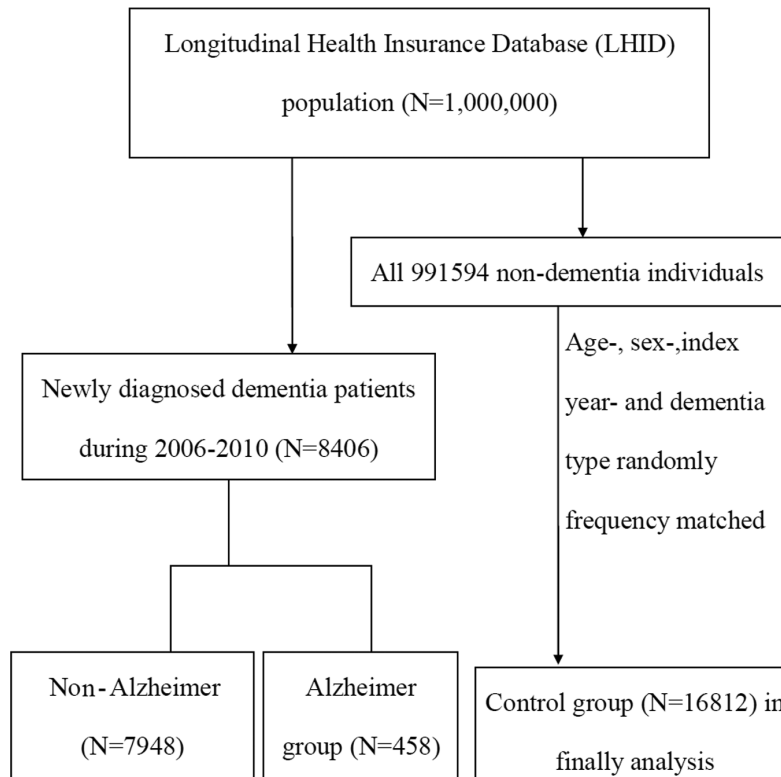 Longitudinal Health Insurance Database (LHID)
population (N=1,000,000)
All 991594 non-dementia individuals
Newly diagnosed dementia patients
during 2006-2010 (N=8406)
Age-, sex-,index
year- and dementia
type randomly
frequency matched
Non-Alzheimer
(N=7948)
Alzheimer
group (N=458)
Control group (N=16812) in
finally analysis